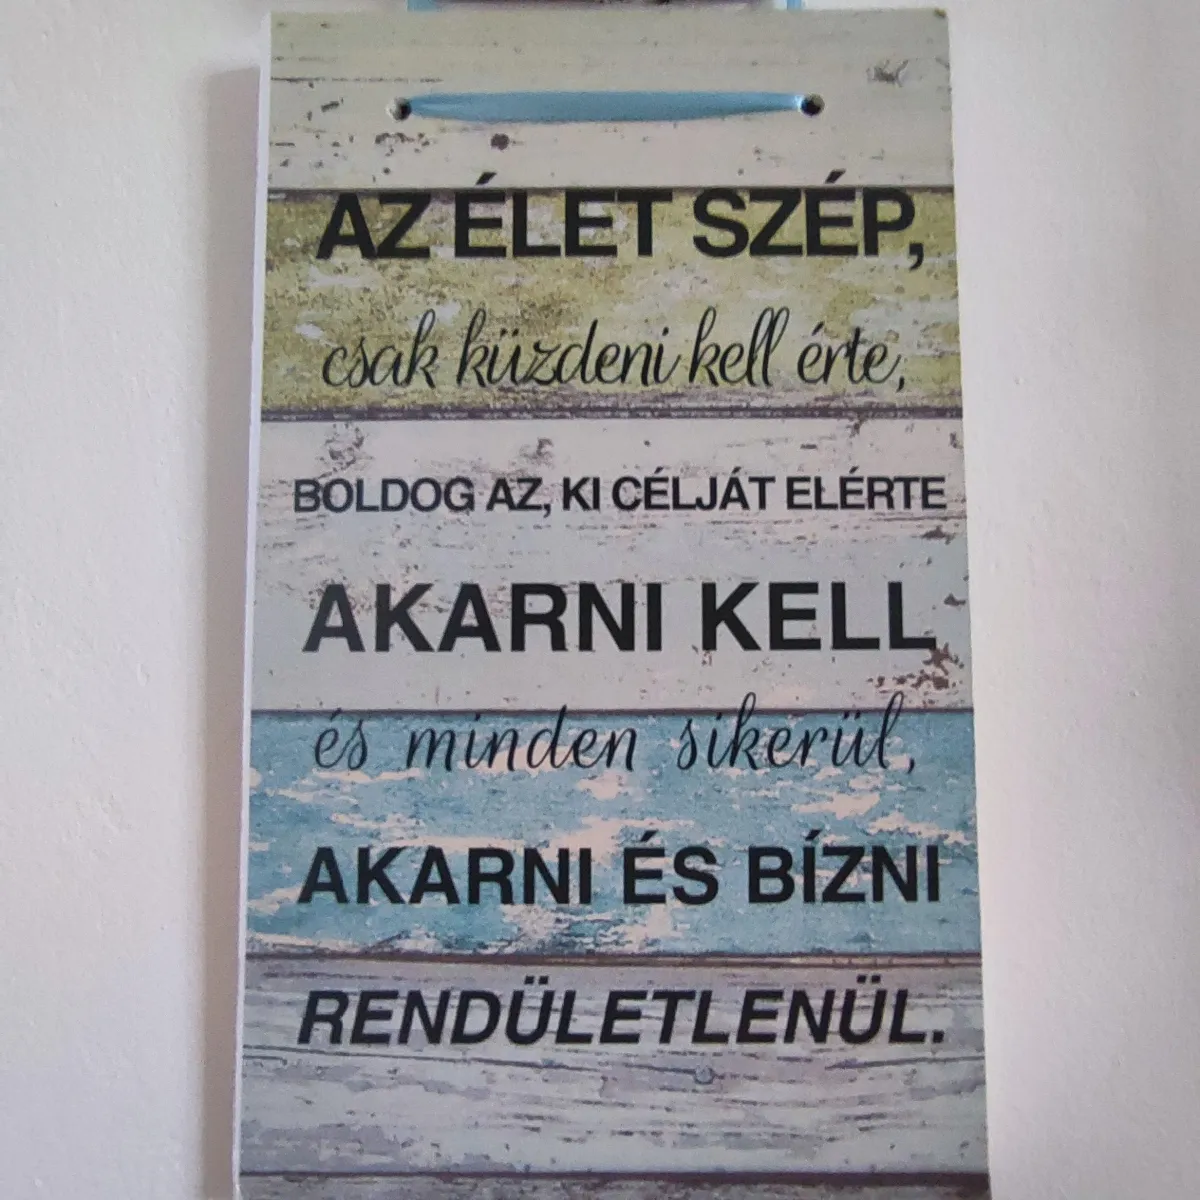 AZ ÉLET SZÉP,
csak küzdeni kell érte,
BOLDOG AZ, KI CÉLJÁT ELÉRTE
AKARNI KELL
és minden sikerül,
AKARNI ÉS BÍZNI
RENDÜLETLENÜL.